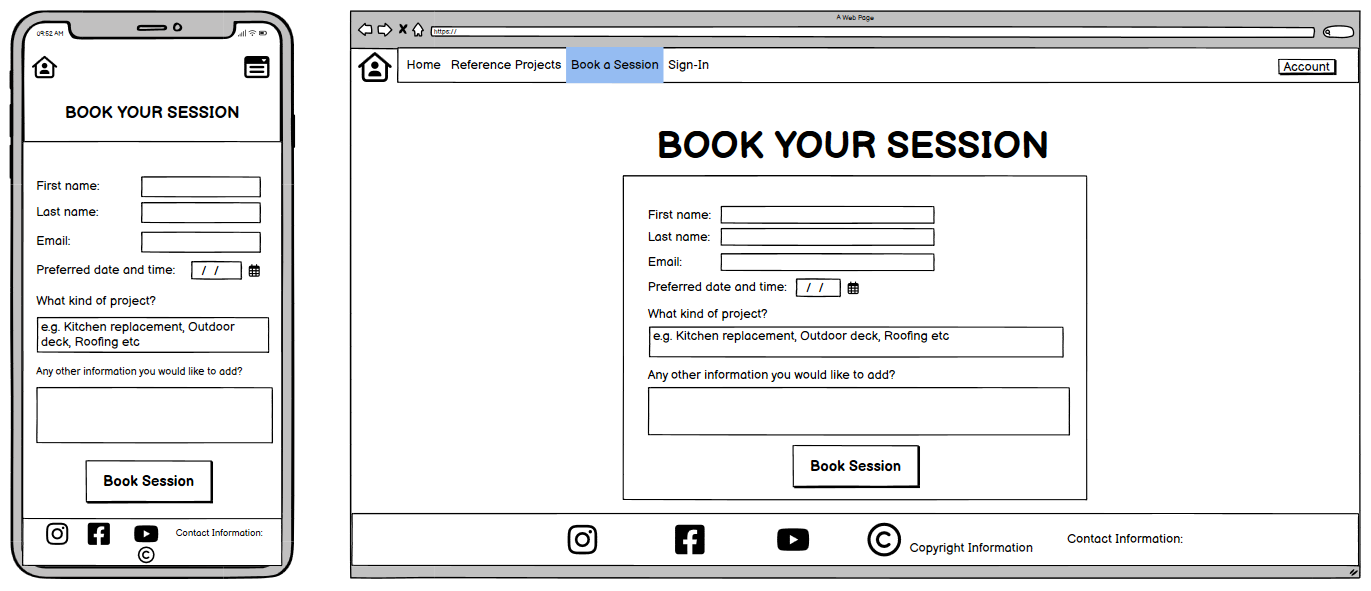 09:52 AM
BOOK YOUR SESSION
First name:
Last name:
Email:
Preferred date and time: / /
What kind of project?
e.g. Kitchen replacement, Outdoor
deck, Roofing etc
Any other information you would like to add?
Book Session
Contact Information:
©
A Web Page
https://
Home Reference Projects Book a Session Sign-In Account
BOOK YOUR SESSION
First name:
Last name:
Email:
Preferred date and time: / /
What kind of project?
e.g. Kitchen replacement, Outdoor deck, Roofing etc
Any other information you would like to add?
Book Session
© Copyright Information Contact Information: